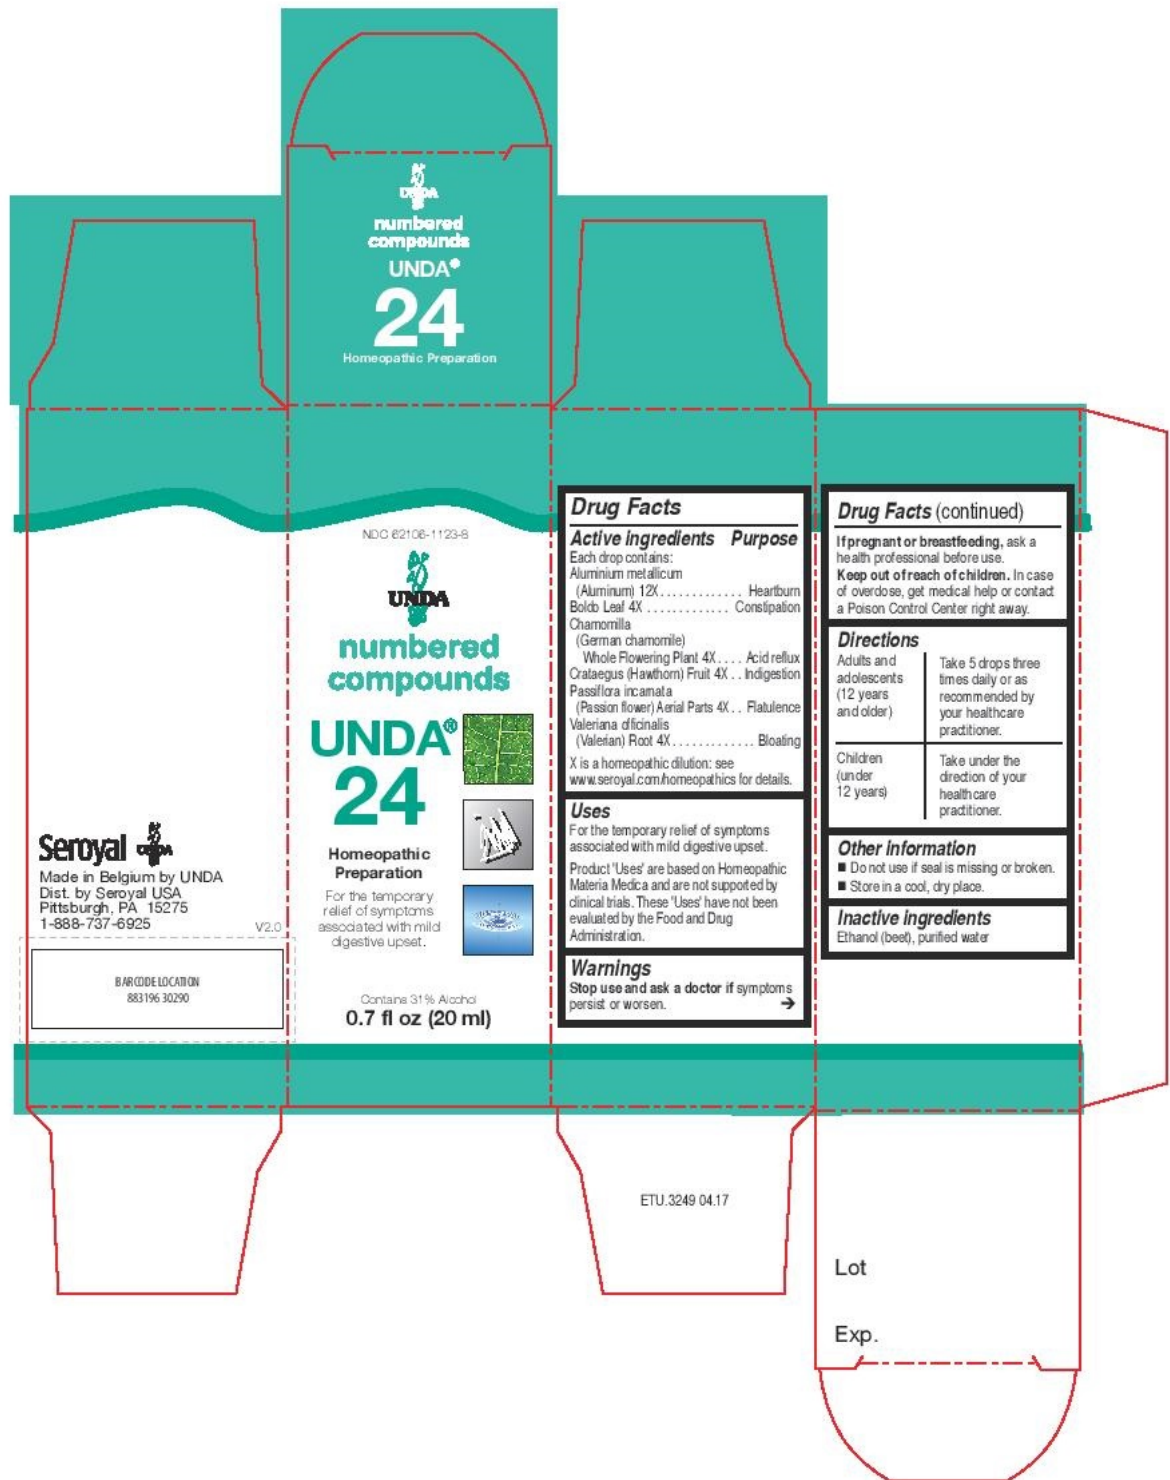 UNDA
numbered
compounds
UNDA®
24
Homeopathic Preparation
NDC 62106-1123-8
UNDA
numbered
compounds
UNDA®
24
Homeopathic
Preparation
For the temporary
relief of symptoms
associated with mild
digestive upset.
Contains 31% Alcohol
0.7 fl oz (20 ml)
Seroyal UNDA
Made in Belgium by UNDA
Dist. by Seroyal USA
Pittsburgh, PA 15275
1-888-737-6925
V2.0
BARCODE LOCATION
883196 30290
Drug Facts
Active ingredients Purpose
Each drop contains:
Aluminium metallicum
(Aluminum) 12X............. Heartburn
Boldo Leaf 4X ............. Constipation
Chamomilla
(German chamomile)
Whole Flowering Plant 4X .... Acid reflux
Crataegus (Hawthorn) Fruit 4X .. Indigestion
Passiflora incarnata
(Passion flower) Aerial Parts 4X .. Flatulence
Valeriana officinalis
(Valerian) Root 4X............. Bloating
X is a homeopathic dilution: see
www.seroyal.com/homeopathics for details.
Uses
For the temporary relief of symptoms
associated with mild digestive upset.
Product 'Uses' are based on Homeopathic
Materia Medica and are not supported by
clinical trials. These 'Uses' have not been
evaluated by the Food and Drug
Administration.
Warnings
Stop use and ask a doctor if symptoms
persist or worsen. →
Drug Facts (continued)
If pregnant or breastfeeding, ask a
health professional before use.
Keep out of reach of children. In case
of overdose, get medical help or contact
a Poison Control Center right away.
Directions
Adults and
adolescents
(12 years
and older)
Take 5 drops three
times daily or as
recommended by
your healthcare
practitioner.
Children
(under
12 years)
Take under the
direction of your
healthcare
practitioner.
Other information
■ Do not use if seal is missing or broken.
■ Store in a cool, dry place.
Inactive ingredients
Ethanol (beet), purified water
ETU.3249 04.17
Lot
Exp.